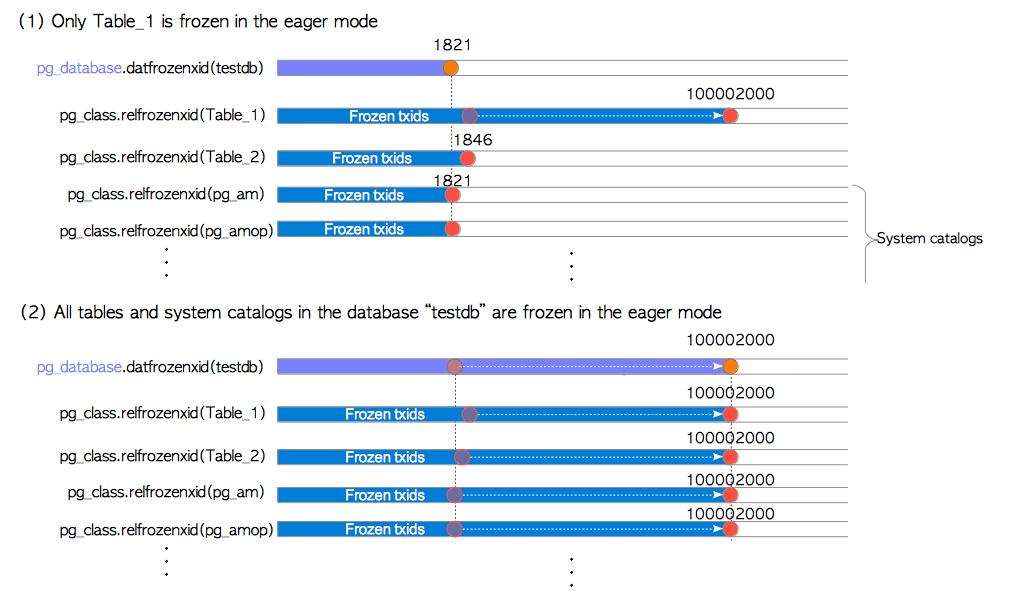 (1) Only Table_1 is frozen in the eager mode
1821
pg_database.datfrozenxid(testdb)
100002000
pg_class.relfrozenxid(Table_1) Frozen txids
1846
pg_class.relfrozenxid(Table_2) Frozen txids
1821
pg_class.relfrozenxid(pg_am) Frozen txids
pg_class.relfrozenxid(pg_amop) Frozen txids
System catalogs
(2) All tables and system catalogs in the database “testdb” are frozen in the eager mode
100002000
pg_database.datfrozenxid(testdb)
100002000
pg_class.relfrozenxid(Table_1) Frozen txids
100002000
pg_class.relfrozenxid(Table_2) Frozen txids
100002000
pg_class.relfrozenxid(pg_am) Frozen txids
100002000
pg_class.relfrozenxid(pg_amop) Frozen txids